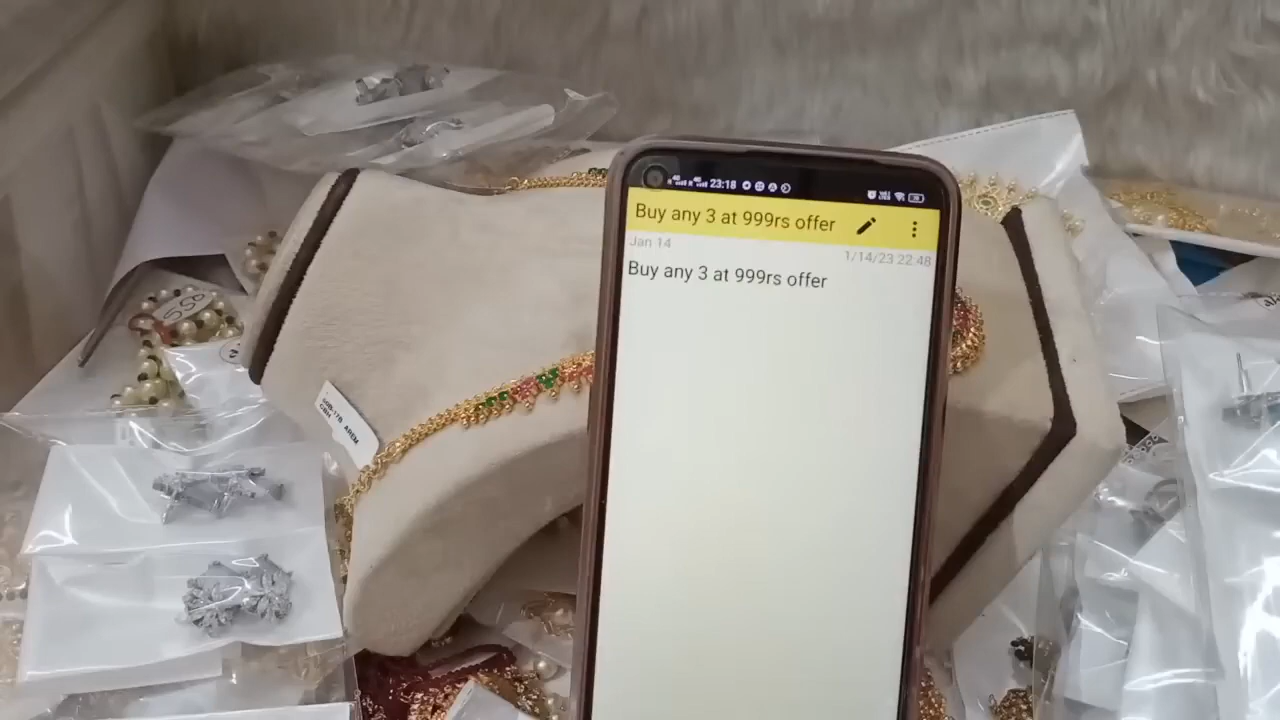 23:18
Buy any 3 at 999rs offer
Jan 14
1/14/23 22:48
Buy any 3 at 999rs offer